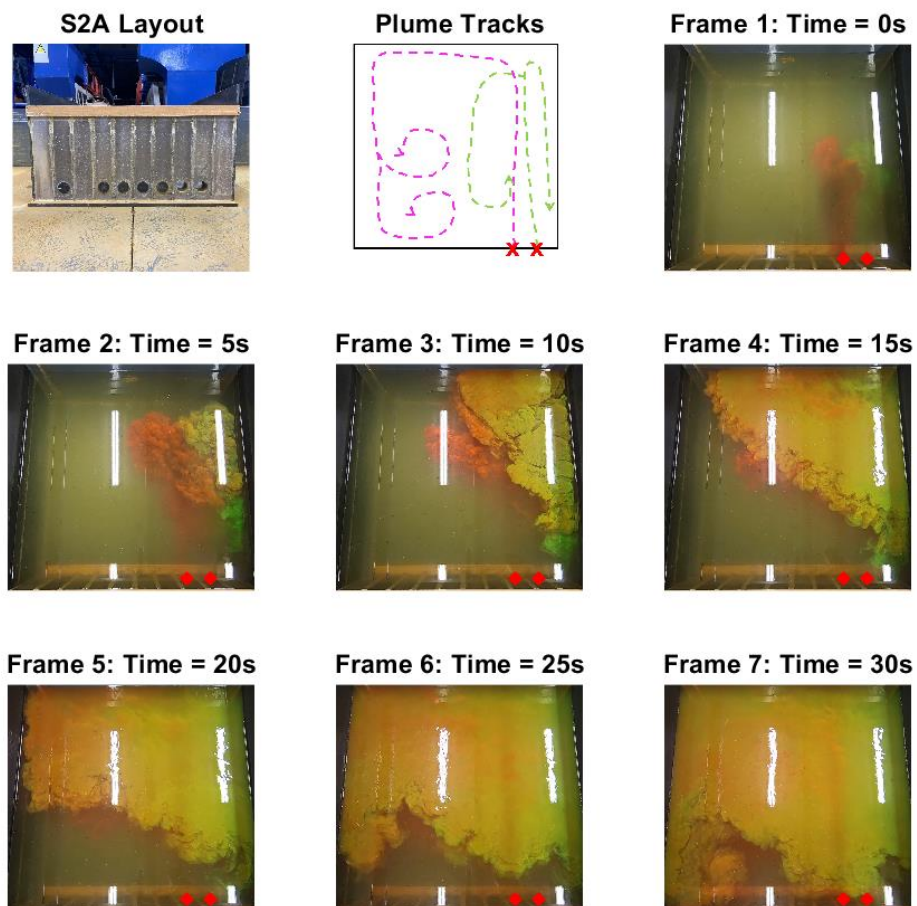 S2A Layout
Plume Tracks
Frame 1: Time = 0s
Frame 2: Time = 5s
Frame 3: Time = 10s
Frame 4: Time = 15s
Frame 5: Time = 20s
Frame 6: Time = 25s
Frame 7: Time = 30s